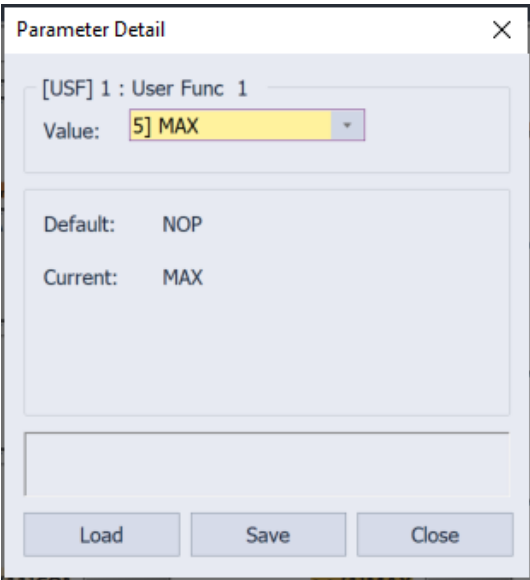 Parameter Detail
[USF] 1 : User Func 1
Value: 5] MAX
Default: NOP
Current: MAX
Load Save Close